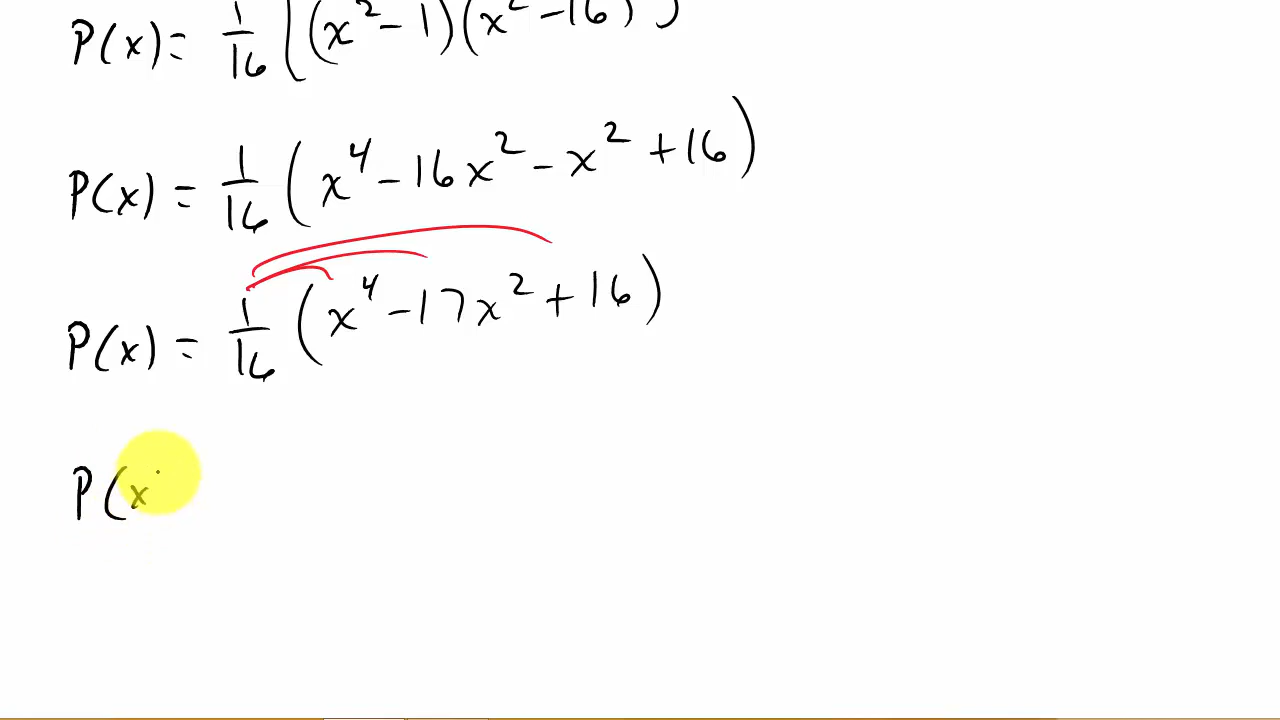 P(x) = 1/16 [(x² - 1)(x² - 16)]
P(x) = 1/16 (x⁴ - 16x² - x² + 16)
P(x) = 1/16 (x⁴ - 17x² + 16)
P(x